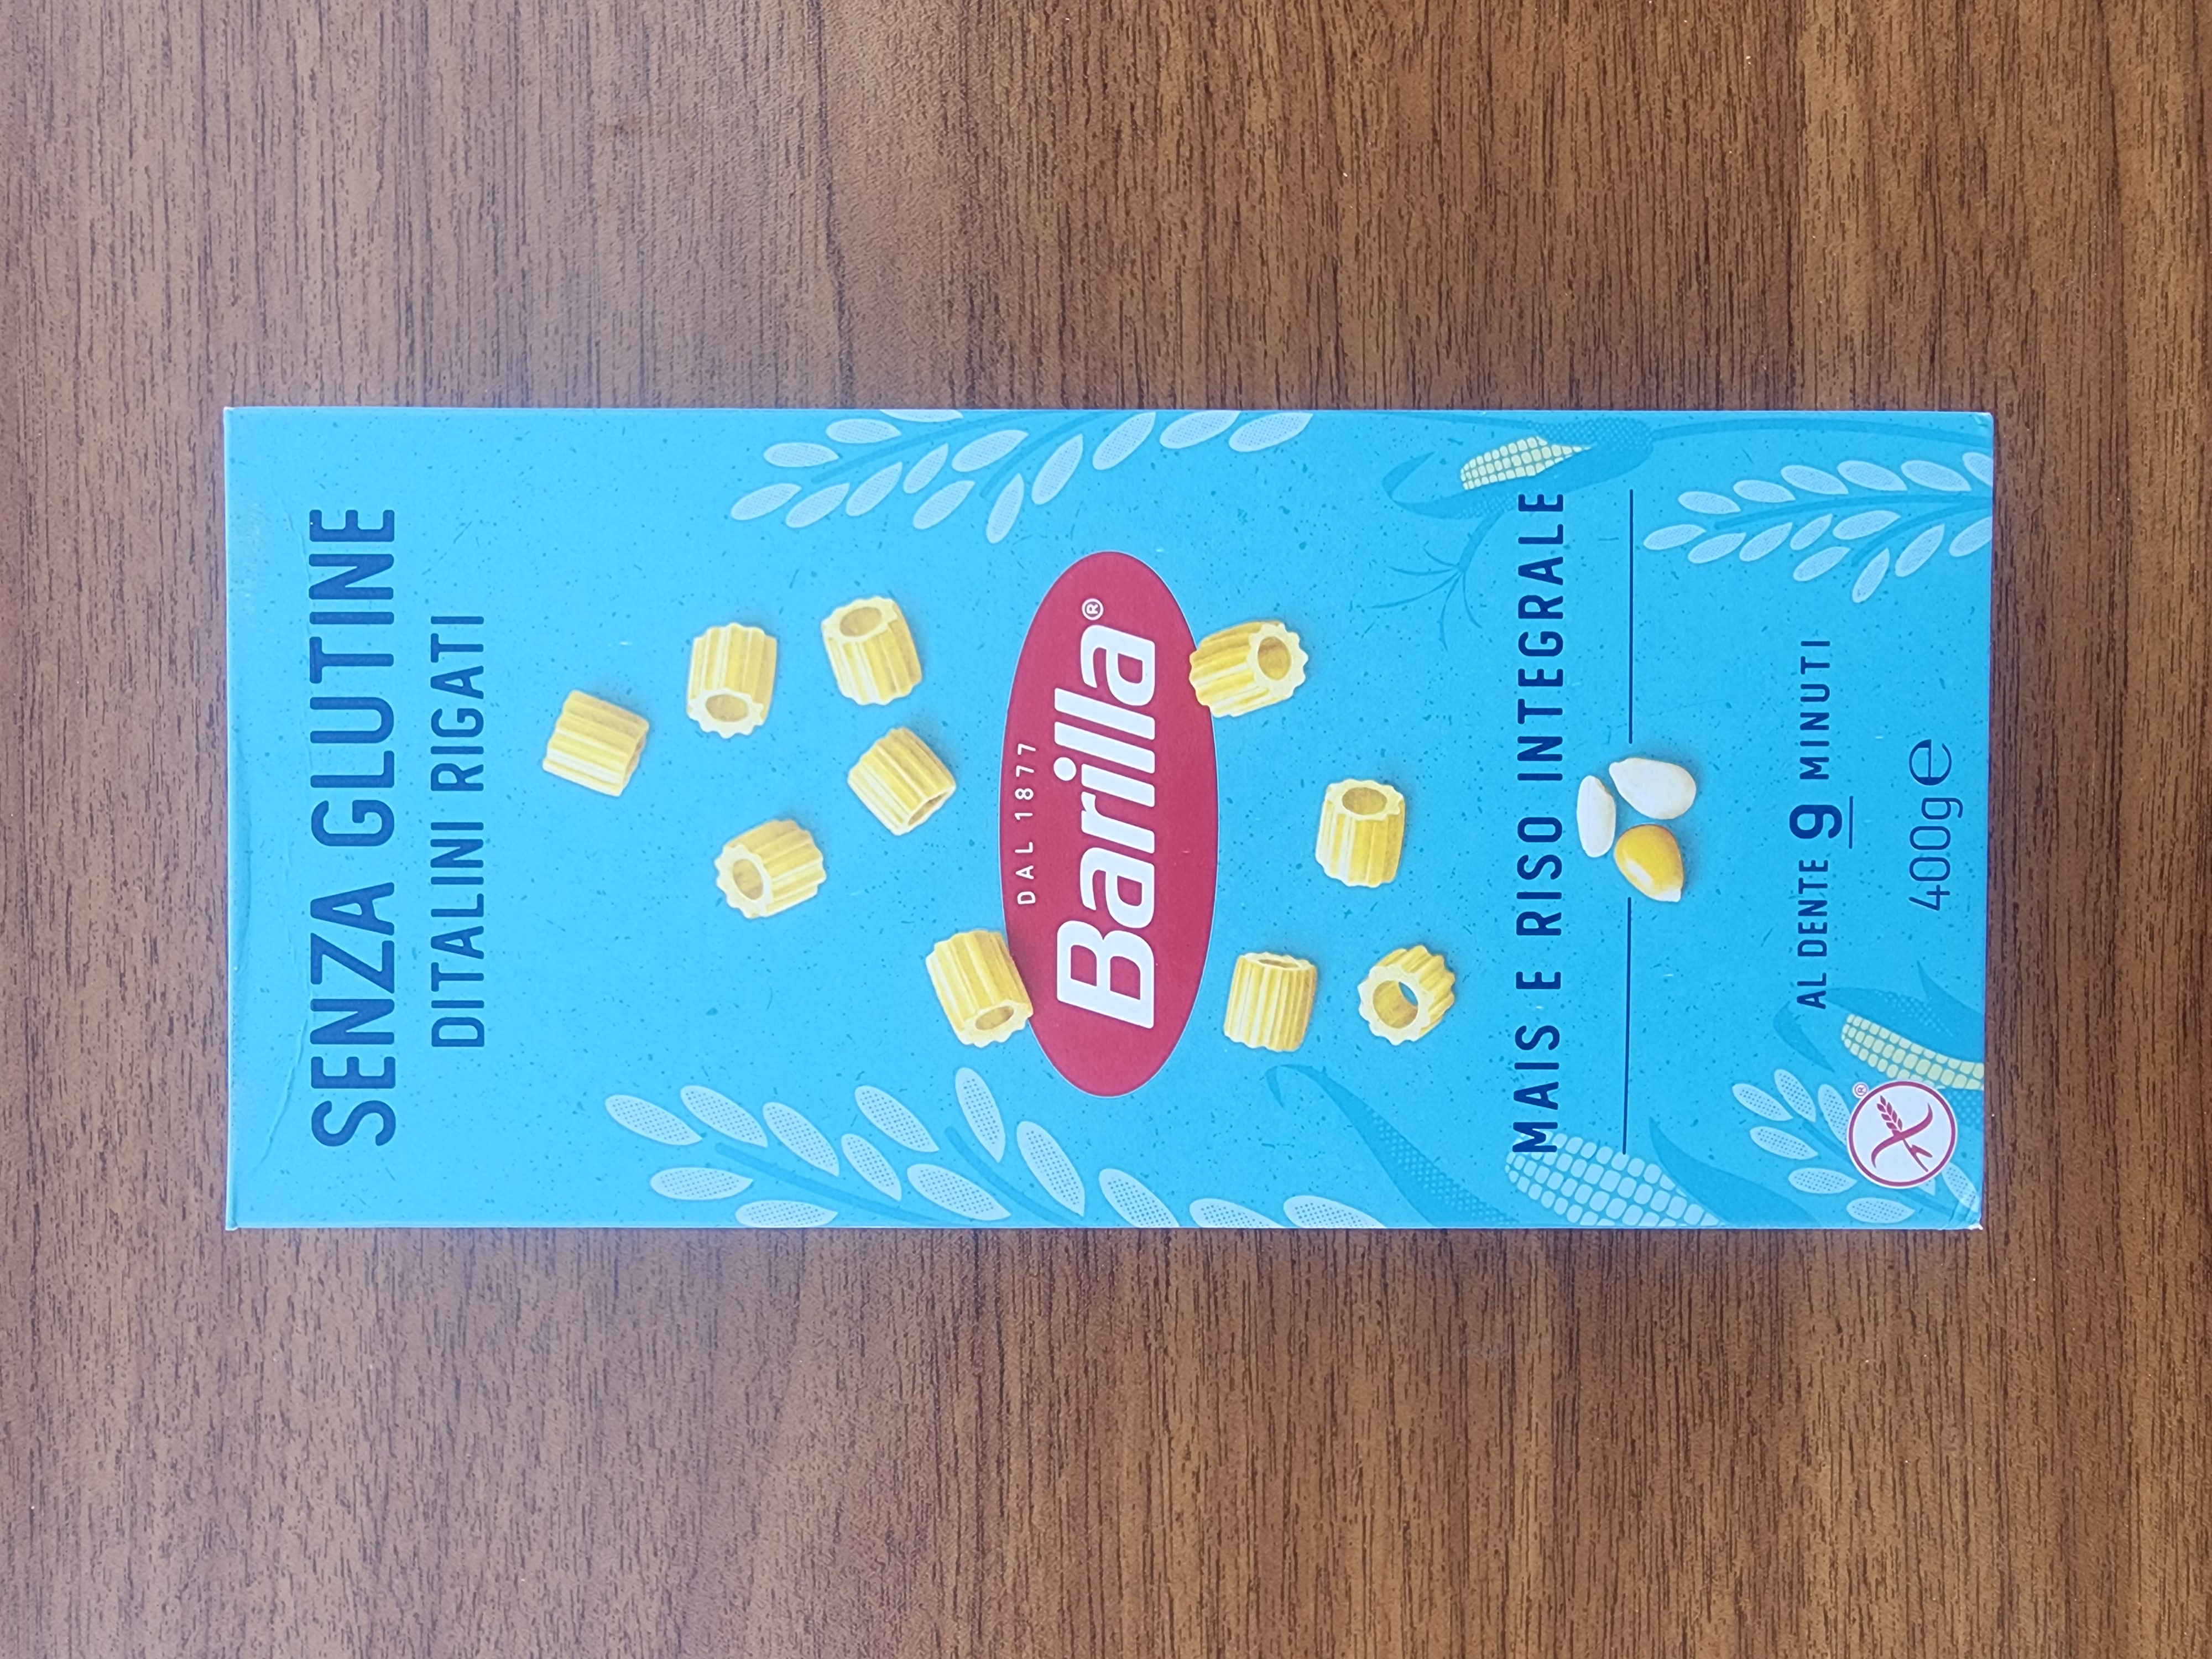 SENZA GLUTINE
DITALINI RIGATI
DAL 1877
Barilla®
MAIS E RISO INTEGRALE
AL DENTE 9 MINUTI
400g ℮
®